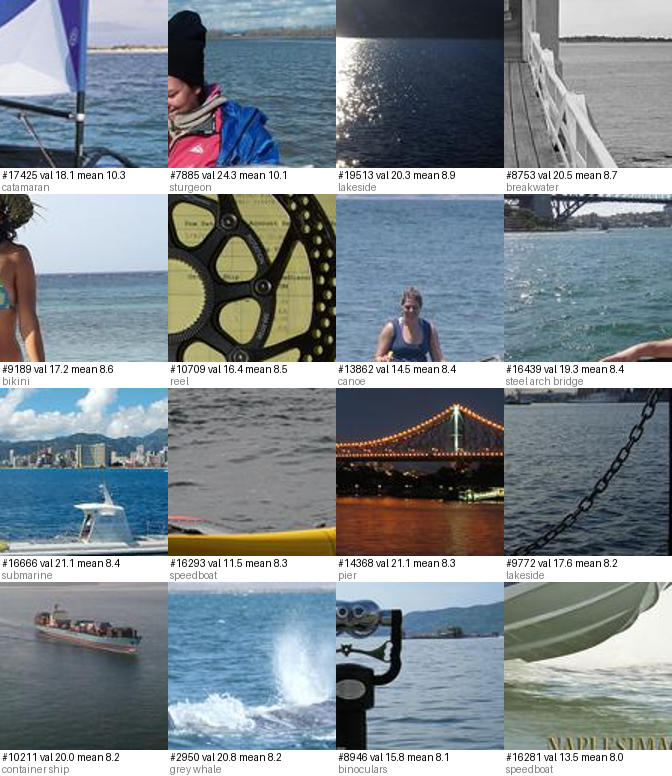 #17425 val 18.1 mean 10.3
catamaran
#7885 val 24.3 mean 10.1
sturgeon
#19513 val 20.3 mean 8.9
lakeside
#8753 val 20.5 mean 8.7
breakwater
#9189 val 17.2 mean 8.6
bikini
#10709 val 16.4 mean 8.5
reel
#13862 val 14.5 mean 8.4
canoe
#16439 val 19.3 mean 8.4
steel arch bridge
#16666 val 21.1 mean 8.4
submarine
#16293 val 11.5 mean 8.3
speedboat
#14368 val 21.1 mean 8.3
pier
#9772 val 17.6 mean 8.2
lakeside
#10211 val 20.0 mean 8.2
container ship
#2950 val 20.8 mean 8.2
grey whale
#8946 val 15.8 mean 8.1
binoculars
NAPLESIMA
#16281 val 13.5 mean 8.0
speedboat